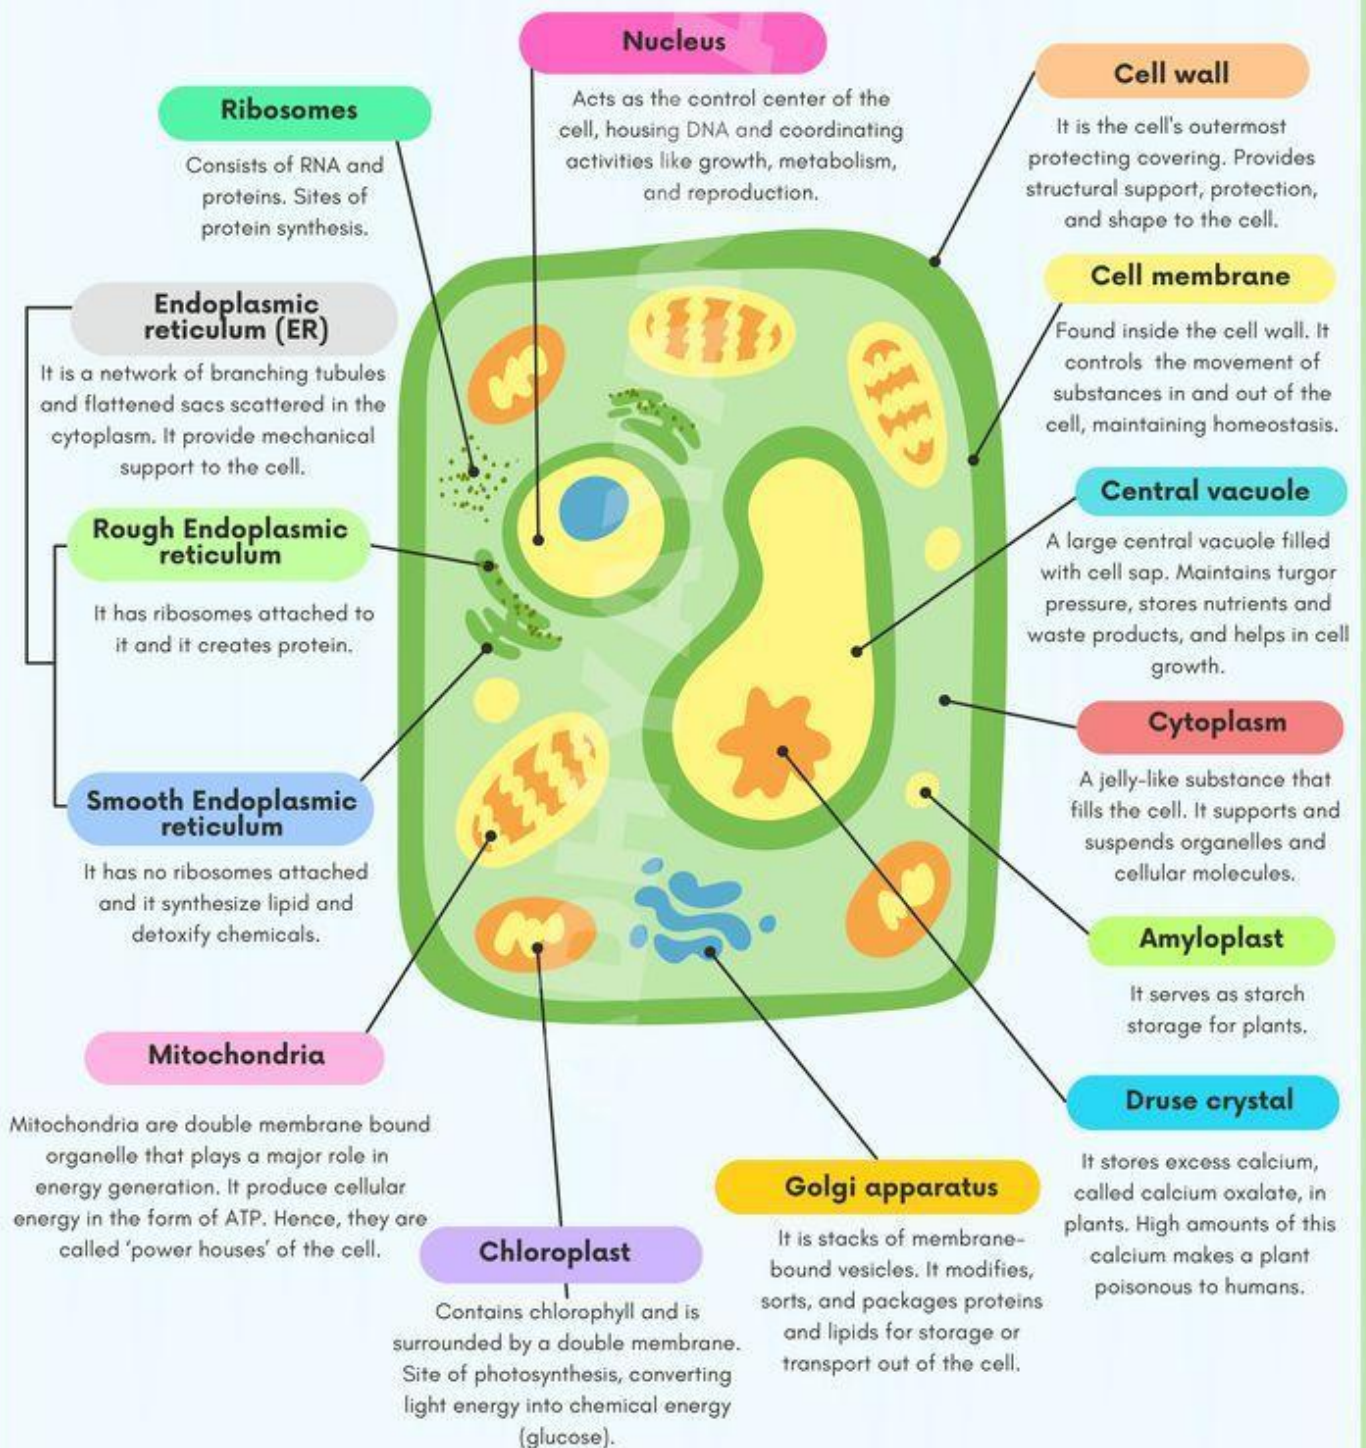 Nucleus
Acts as the control center of the
cell, housing DNA and coordinating
activities like growth, metabolism,
and reproduction.
Ribosomes
Consists of RNA and
proteins. Sites of
protein synthesis.
Endoplasmic
reticulum (ER)
It is a network of branching tubules
and flattened sacs scattered in the
cytoplasm. It provide mechanical
support to the cell.
Rough Endoplasmic
reticulum
It has ribosomes attached to
it and it creates protein.
Smooth Endoplasmic
reticulum
It has no ribosomes attached
and it synthesize lipid and
detoxify chemicals.
Mitochondria
Mitochondria are double membrane bound
organelle that plays a major role in
energy generation. It produce cellular
energy in the form of ATP. Hence, they are
called 'power houses' of the cell.
Chloroplast
Contains chlorophyll and is
surrounded by a double membrane.
Site of photosynthesis, converting
light energy into chemical energy
(glucose).
Cell wall
It is the cell's outermost
protecting covering. Provides
structural support, protection,
and shape to the cell.
Cell membrane
Found inside the cell wall. It
controls the movement of
substances in and out of the
cell, maintaining homeostasis.
Central vacuole
A large central vacuole filled
with cell sap. Maintains turgor
pressure, stores nutrients and
waste products, and helps in cell
growth.
Cytoplasm
A jelly-like substance that
fills the cell. It supports and
suspends organelles and
cellular molecules.
Amyloplast
It serves as starch
storage for plants.
Druse crystal
It stores excess calcium,
called calcium oxalate, in
plants. High amounts of this
calcium makes a plant
poisonous to humans.
Golgi apparatus
It is stacks of membrane-
bound vesicles. It modifies,
sorts, and packages proteins
and lipids for storage or
transport out of the cell.